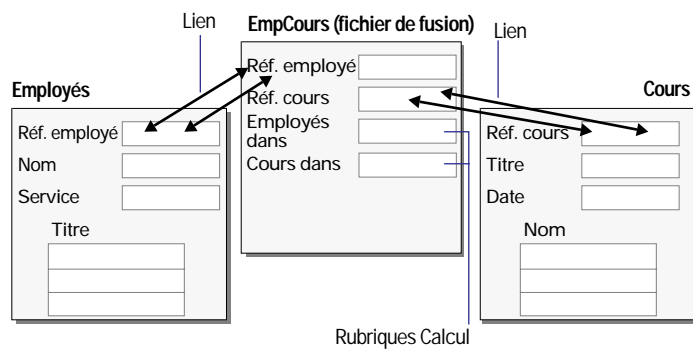 Lien
EmpCours (fichier de fusion)
Lien
Employés
Cours
Réf. employé
Réf. cours
Employés
dans
Cours dans
Réf. employé
Nom
Service
Titre
Réf. cours
Titre
Date
Nom
Rubriques Calcul